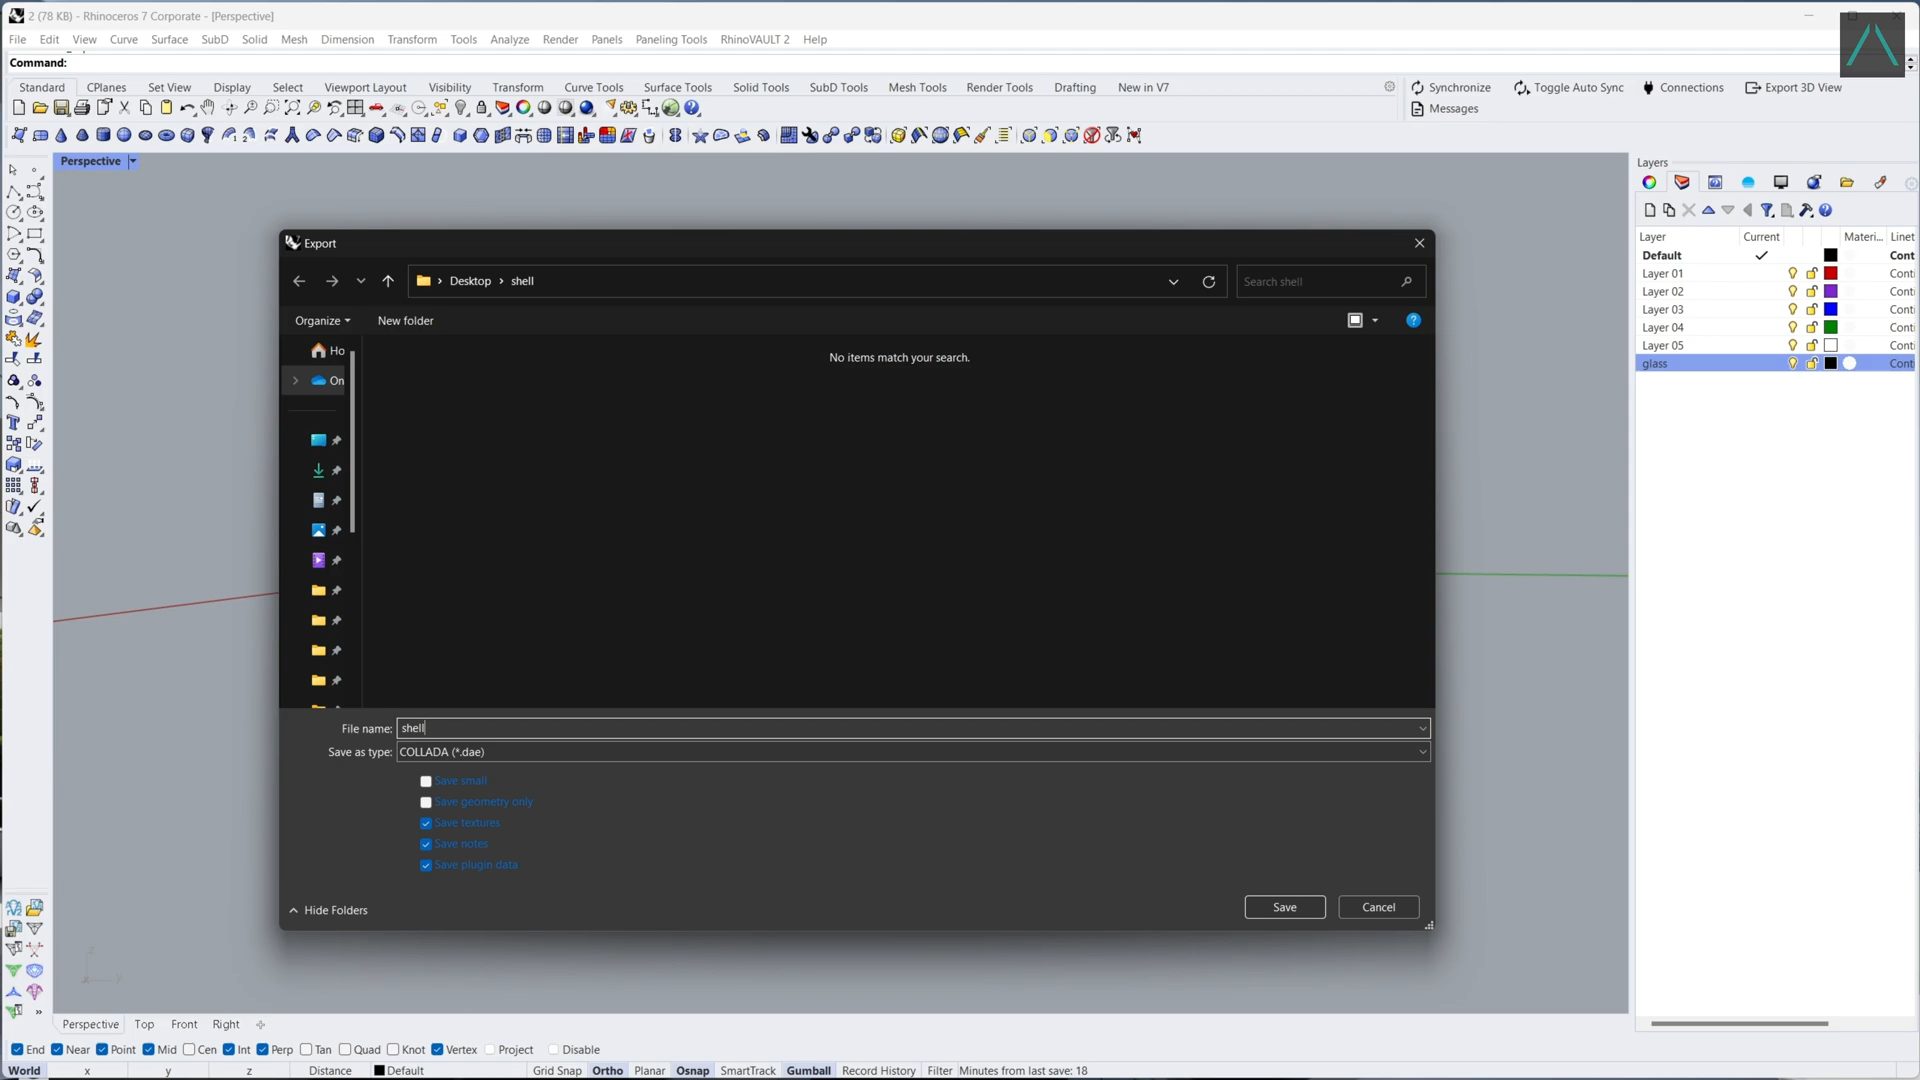 2 (78 KB) - Rhinoceros 7 Corporate - [Perspective]
File Edit View Curve Surface SubD Solid Mesh Dimension Transform Tools Analyze Render Panels Paneling Tools RhinoVAULT 2 Help
Command:
Standard CPlanes Set View Display Select Viewport Layout Visibility Transform Curve Tools Surface Tools Solid Tools SubD Tools Mesh Tools Render Tools Drafting New in V7
Synchronize Toggle Auto Sync Connections Export 3D View
Messages
Perspective
Layers
Layer Current Materi... Linet
Default Cont
Layer 01 Conti
Layer 02 Conti
Layer 03 Conti
Layer 04 Conti
Layer 05 Conti
glass Conti
Export
Desktop shell
Search shell
Organize New folder
Ho
On
No items match your search.
File name: shell
Save as type: COLLADA (*.dae)
Save small
Save geometry only
Save textures
Save notes
Save plugin data
Hide Folders
Save Cancel
z
x y
Perspective Top Front Right
End Near Point Mid Cen Int Perp Tan Quad Knot Vertex Project Disable
World x y z Distance Default Grid Snap Ortho Planar Osnap SmartTrack Gumball Record History Filter Minutes from last save: 18